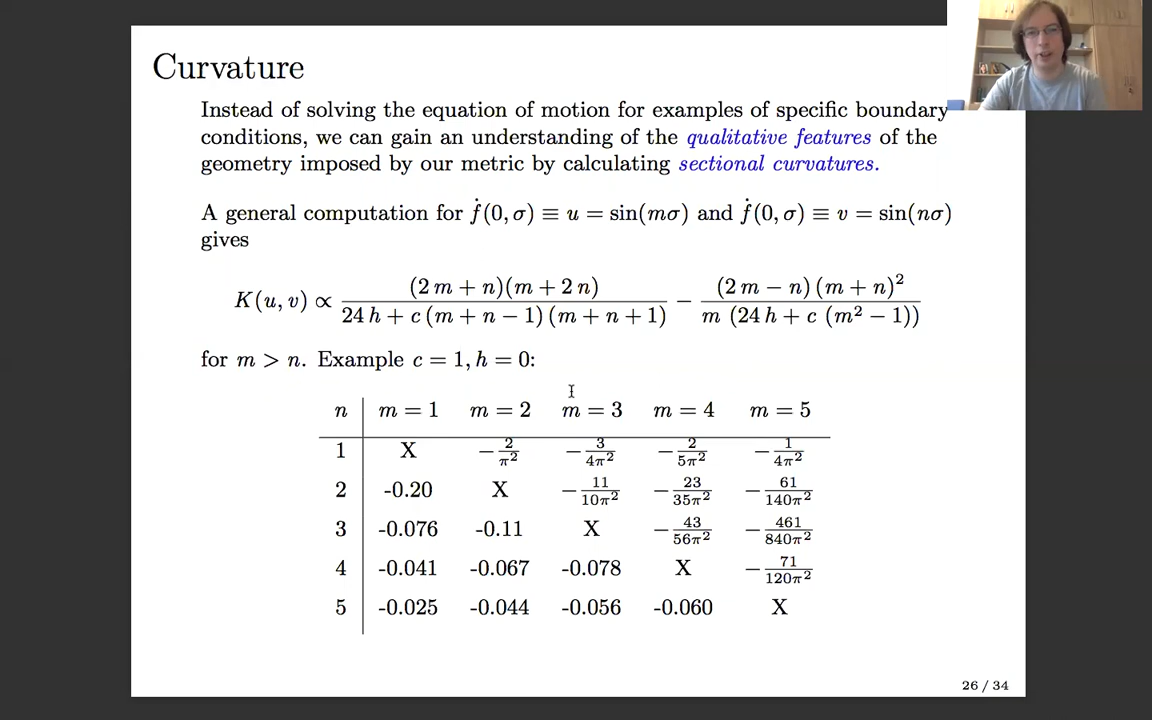 Curvature
Instead of solving the equation of motion for examples of specific boundary
conditions, we can gain an understanding of the qualitative features of the
geometry imposed by our metric by calculating sectional curvatures.
A general computation for ḟ(0, σ) ≡ u = sin(mσ) and ḟ(0, σ) ≡ v = sin(nσ)
gives
K(u, v) ∝ (2 m + n)(m + 2 n) / (24 h + c (m + n − 1) (m + n + 1)) − (2 m − n) (m + n)² / (m (24 h + c (m² − 1)))
for m > n. Example c = 1, h = 0:
n m = 1 m = 2 m = 3 m = 4 m = 5
1 X −2/π² −3/4π² −2/5π² −1/4π²
2 -0.20 X −11/10π² −23/35π² −61/140π²
3 -0.076 -0.11 X −43/56π² −461/840π²
4 -0.041 -0.067 -0.078 X −71/120π²
5 -0.025 -0.044 -0.056 -0.060 X
26 / 34